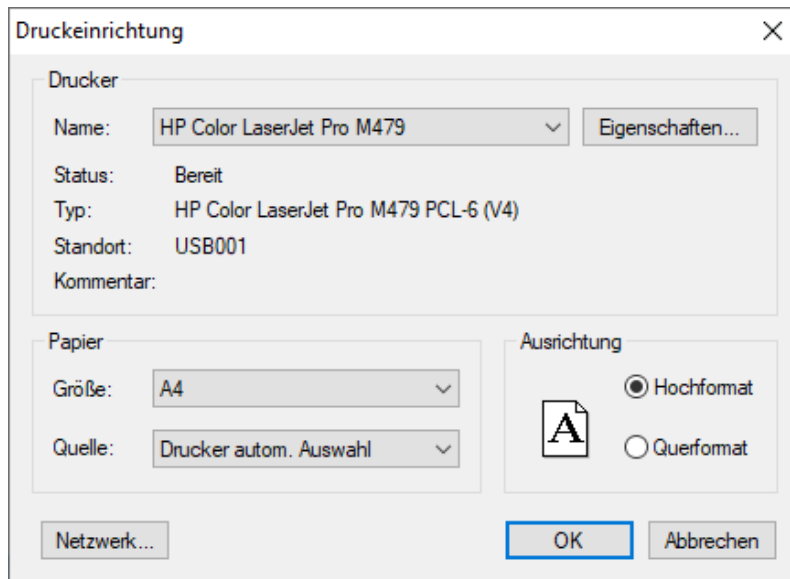 Druckeinrichtung
Drucker
Name: HP Color LaserJet Pro M479 Eigenschaften...
Status: Bereit
Typ: HP Color LaserJet Pro M479 PCL-6 (V4)
Standort: USB001
Kommentar:
Papier
Größe: A4
Quelle: Drucker autom. Auswahl
Ausrichtung
A
Hochformat
Querformat
Netzwerk... OK Abbrechen